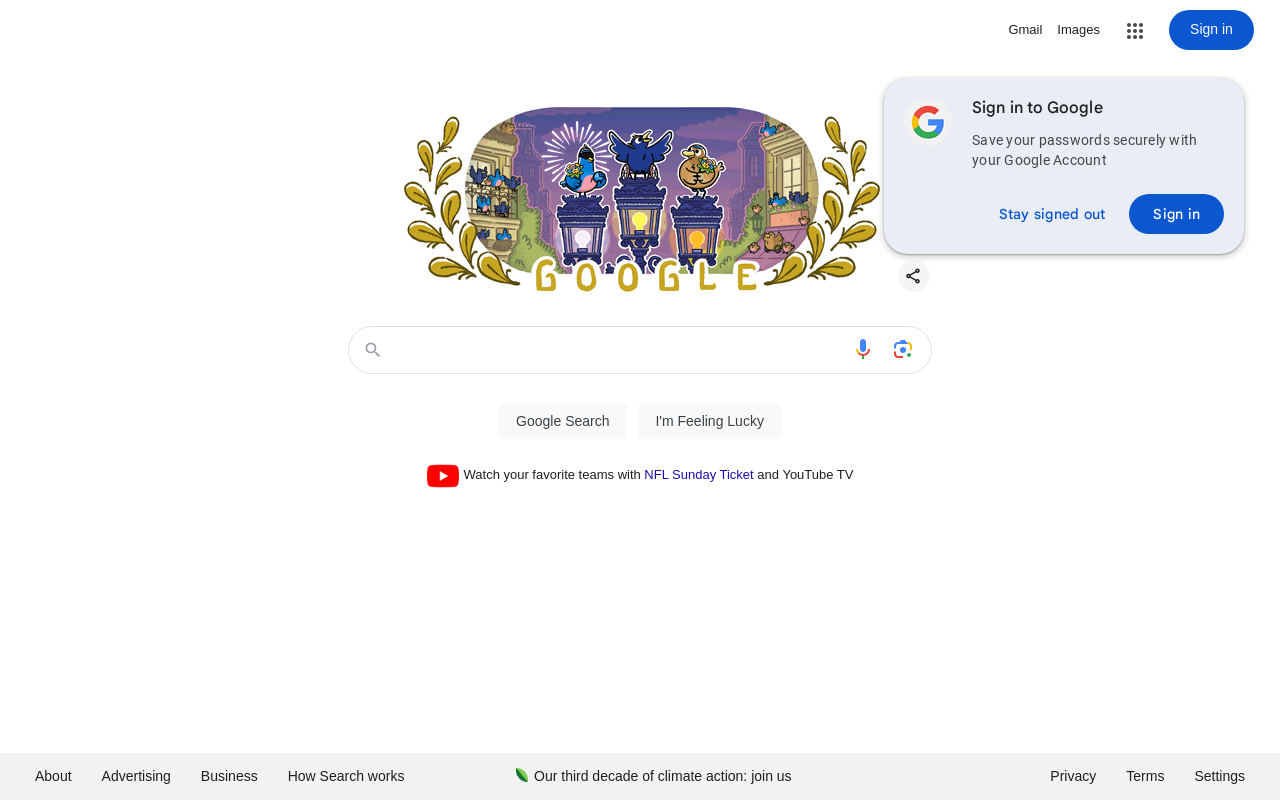 Gmail
Images
Sign in
Sign in to Google
Save your passwords securely with
your Google Account
Stay signed out
Sign in
GOOGLE
Google Search
I'm Feeling Lucky
Watch your favorite teams with NFL Sunday Ticket and YouTube TV
About
Advertising
Business
How Search works
Our third decade of climate action: join us
Privacy
Terms
Settings